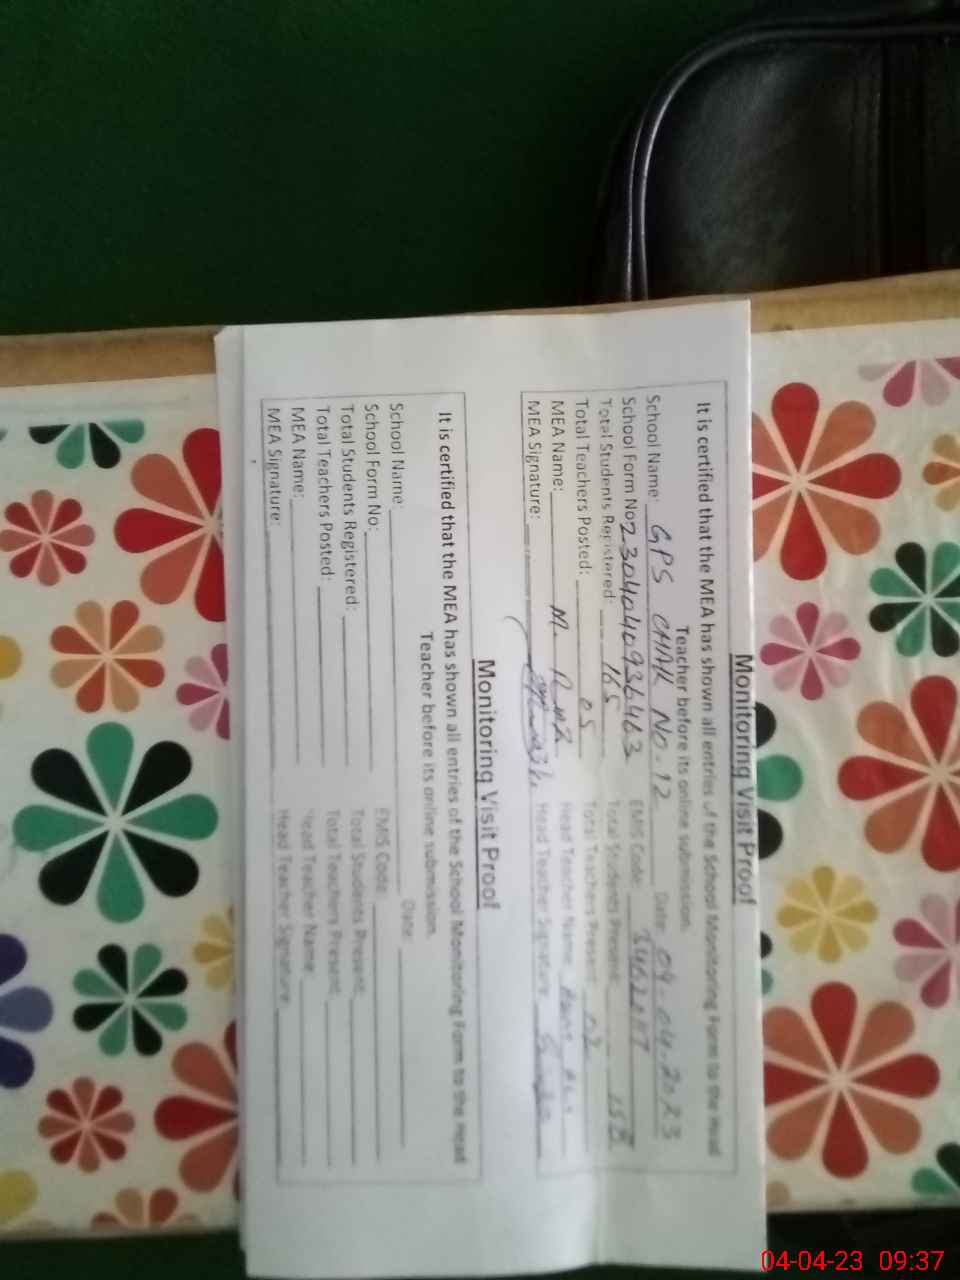 Monitoring Visit Proof
It is certified that the MEA has shown all entries of the School Monitoring Form to the Head
Teacher before its online submission.
School Name: GPS CHAK NO-12 Date: 04-04-2023
School Form No: 2304040936463 EMIS Code:
Total Students Registered: 165 Total Students Present: 158
Total Teachers Posted: 05 Total Teachers Present: 02
MEA Name: M. Head Teacher Name
MEA Signature: Head Teacher Signature
Monitoring Visit Proof
It is certified that the MEA has shown all entries of the School Monitoring Form to the Head
Teacher before its online submission.
School Name: Date:
School Form No: EMIS Code:
Total Students Registered: Total Students Present:
Total Teachers Posted: Total Teachers Present:
MEA Name: Head Teacher Name
MEA Signature: Head Teacher Signature
04-04-23 09:37